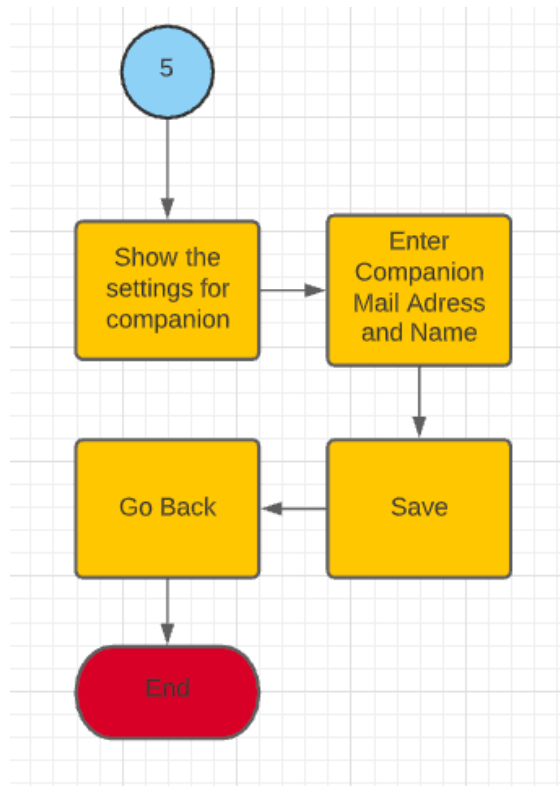 5
Show the
settings for
companion
Enter
Companion
Mail Adress
and Name
Save
Go Back
End